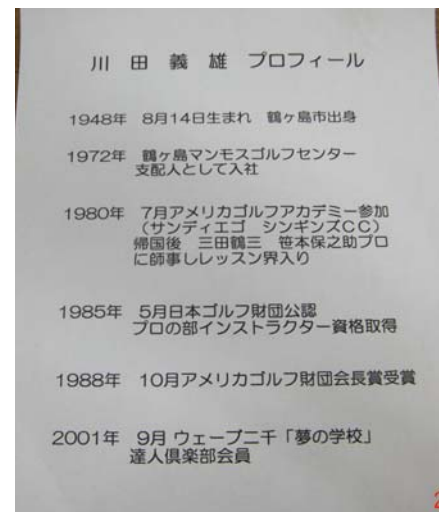 川田義雄 プロフィール
1948年 8月14日生まれ 鶴ヶ島市出身
1972年 鶴ヶ島マンモスゴルフセンター
支配人として入社
1980年 7月アメリカゴルフアカデミー参加
(サンディエゴ シンギンズCC)
帰国後 三田鶴三 笹本保之助プロ
に師事しレッスン界入り
1985年 5月日本ゴルフ財団公認
プロの部インストラクター資格取得
1988年 10月アメリカゴルフ財団会長賞受賞
2001年 9月 ウェーブ二千「夢の学校」
達人倶楽部会員